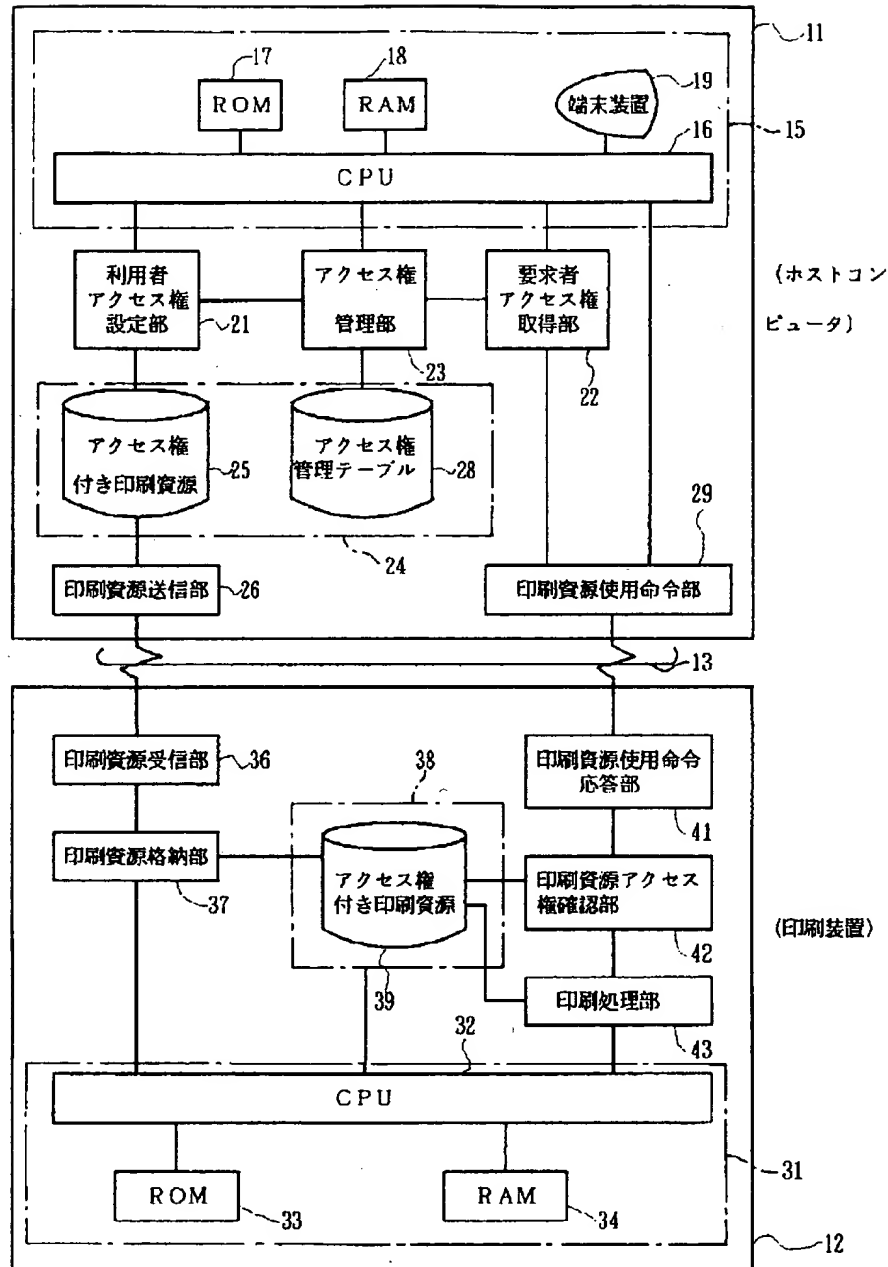 11
17
18
19
ROM
RAM
端末装置
16
15
CPU
利用者
アクセス権
設定部
21
アクセス権
管理部
23
要求者
アクセス権
取得部
22
(ホストコン
ピュータ)
アクセス権
付き印刷資源
25
アクセス権
管理テーブル
28
24
29
印刷資源送信部
26
印刷資源使用命令部
13
印刷資源受信部
36
38
印刷資源使用命令
応答部
41
印刷資源格納部
37
アクセス権
付き印刷資源
39
印刷資源アクセス
権確認部
42
(印刷装置)
印刷処理部
43
32
CPU
31
ROM
33
RAM
34
12